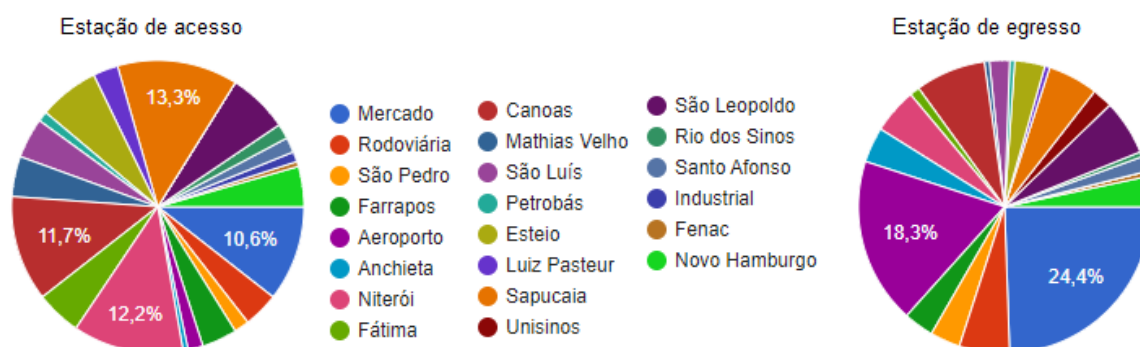 Estação de acesso
13,3%
11,7%
10,6%
12,2%
Mercado
Rodoviária
São Pedro
Farrapos
Aeroporto
Anchieta
Niterói
Fátima
Canoas
Mathias Velho
São Luís
Petrobás
Esteio
Luiz Pasteur
Sapucaia
Unisinos
São Leopoldo
Rio dos Sinos
Santo Afonso
Industrial
Fenac
Novo Hamburgo
Estação de egresso
18,3%
24,4%